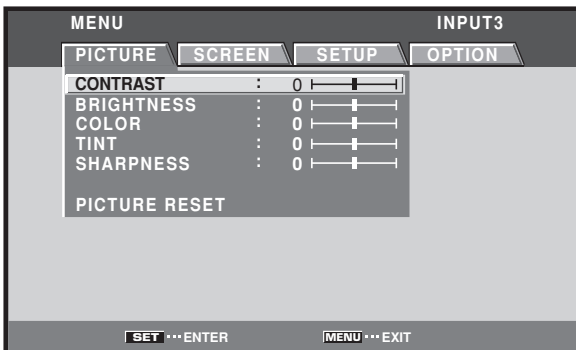 MENU INPUT3
PICTURE SCREEN SETUP OPTION
CONTRAST : 0
BRIGHTNESS : 0
COLOR : 0
TINT : 0
SHARPNESS : 0
PICTURE RESET
SET ··· ENTER MENU ··· EXIT